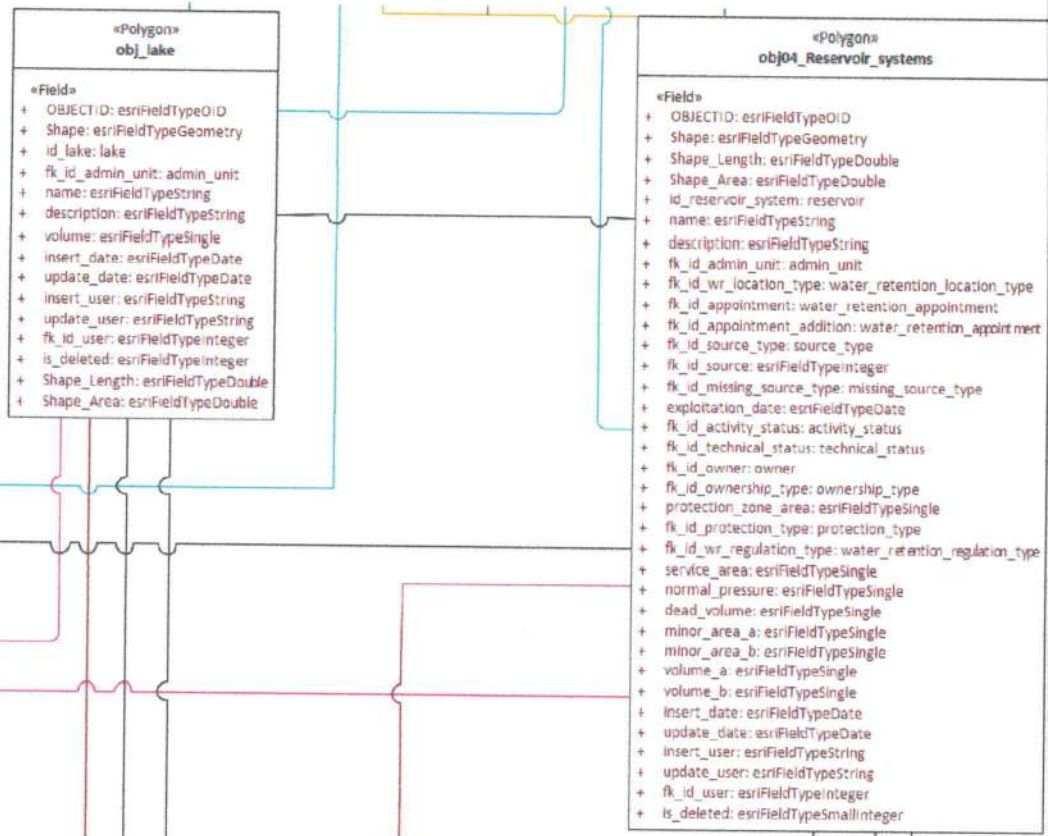 «Polygon»
obj_lake
«Field»
+ OBJECTID: esriFieldTypeOID
+ Shape: esriFieldTypeGeometry
+ id_lake: lake
+ fk_id_admin_unit: admin_unit
+ name: esriFieldTypeString
+ description: esriFieldTypeString
+ volume: esriFieldTypeSingle
+ insert_date: esriFieldTypeDate
+ update_date: esriFieldTypeDate
+ insert_user: esriFieldTypeString
+ update_user: esriFieldTypeString
+ fk_id_user: esriFieldTypeInteger
+ is_deleted: esriFieldTypeInteger
+ Shape_Length: esriFieldTypeDouble
+ Shape_Area: esriFieldTypeDouble
«Polygon»
obj04_Reservoir_systems
«Field»
+ OBJECTID: esriFieldTypeOID
+ Shape: esriFieldTypeGeometry
+ Shape_Length: esriFieldTypeDouble
+ Shape_Area: esriFieldTypeDouble
+ id_reservoir_system: reservoir
+ name: esriFieldTypeString
+ description: esriFieldTypeString
+ fk_id_admin_unit: admin_unit
+ fk_id_wr_location_type: water_retention_location_type
+ fk_id_appointment: water_retention_appointment
+ fk_id_appointment_addition: water_retention_appointment
+ fk_id_source_type: source_type
+ fk_id_source: esriFieldTypeInteger
+ fk_id_missing_source_type: missing_source_type
+ exploitation_date: esriFieldTypeDate
+ fk_id_activity_status: activity_status
+ fk_id_technical_status: technical_status
+ fk_id_owner: owner
+ fk_id_ownership_type: ownership_type
+ protection_zone_area: esriFieldTypeSingle
+ fk_id_protection_type: protection_type
+ fk_id_wr_regulation_type: water_retention_regulation_type
+ service_area: esriFieldTypeSingle
+ normal_pressure: esriFieldTypeSingle
+ dead_volume: esriFieldTypeSingle
+ minor_area_a: esriFieldTypeSingle
+ minor_area_b: esriFieldTypeSingle
+ volume_a: esriFieldTypeSingle
+ volume_b: esriFieldTypeSingle
+ insert_date: esriFieldTypeDate
+ update_date: esriFieldTypeDate
+ insert_user: esriFieldTypeString
+ update_user: esriFieldTypeString
+ fk_id_user: esriFieldTypeInteger
+ is_deleted: esriFieldTypeSmallInteger